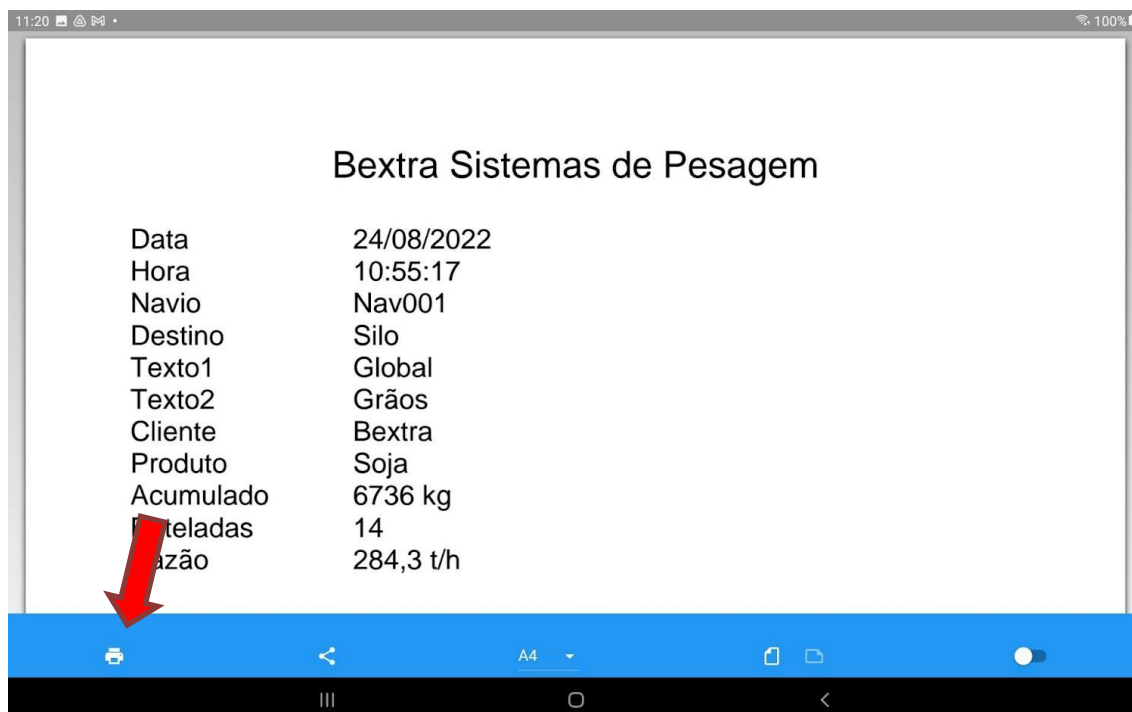 11:20
100%
Bextra Sistemas de Pesagem
Data 24/08/2022
Hora 10:55:17
Navio Nav001
Destino Silo
Texto1 Global
Texto2 Grãos
Cliente Bextra
Produto Soja
Acumulado 6736 kg
14
284,3 t/h
A4